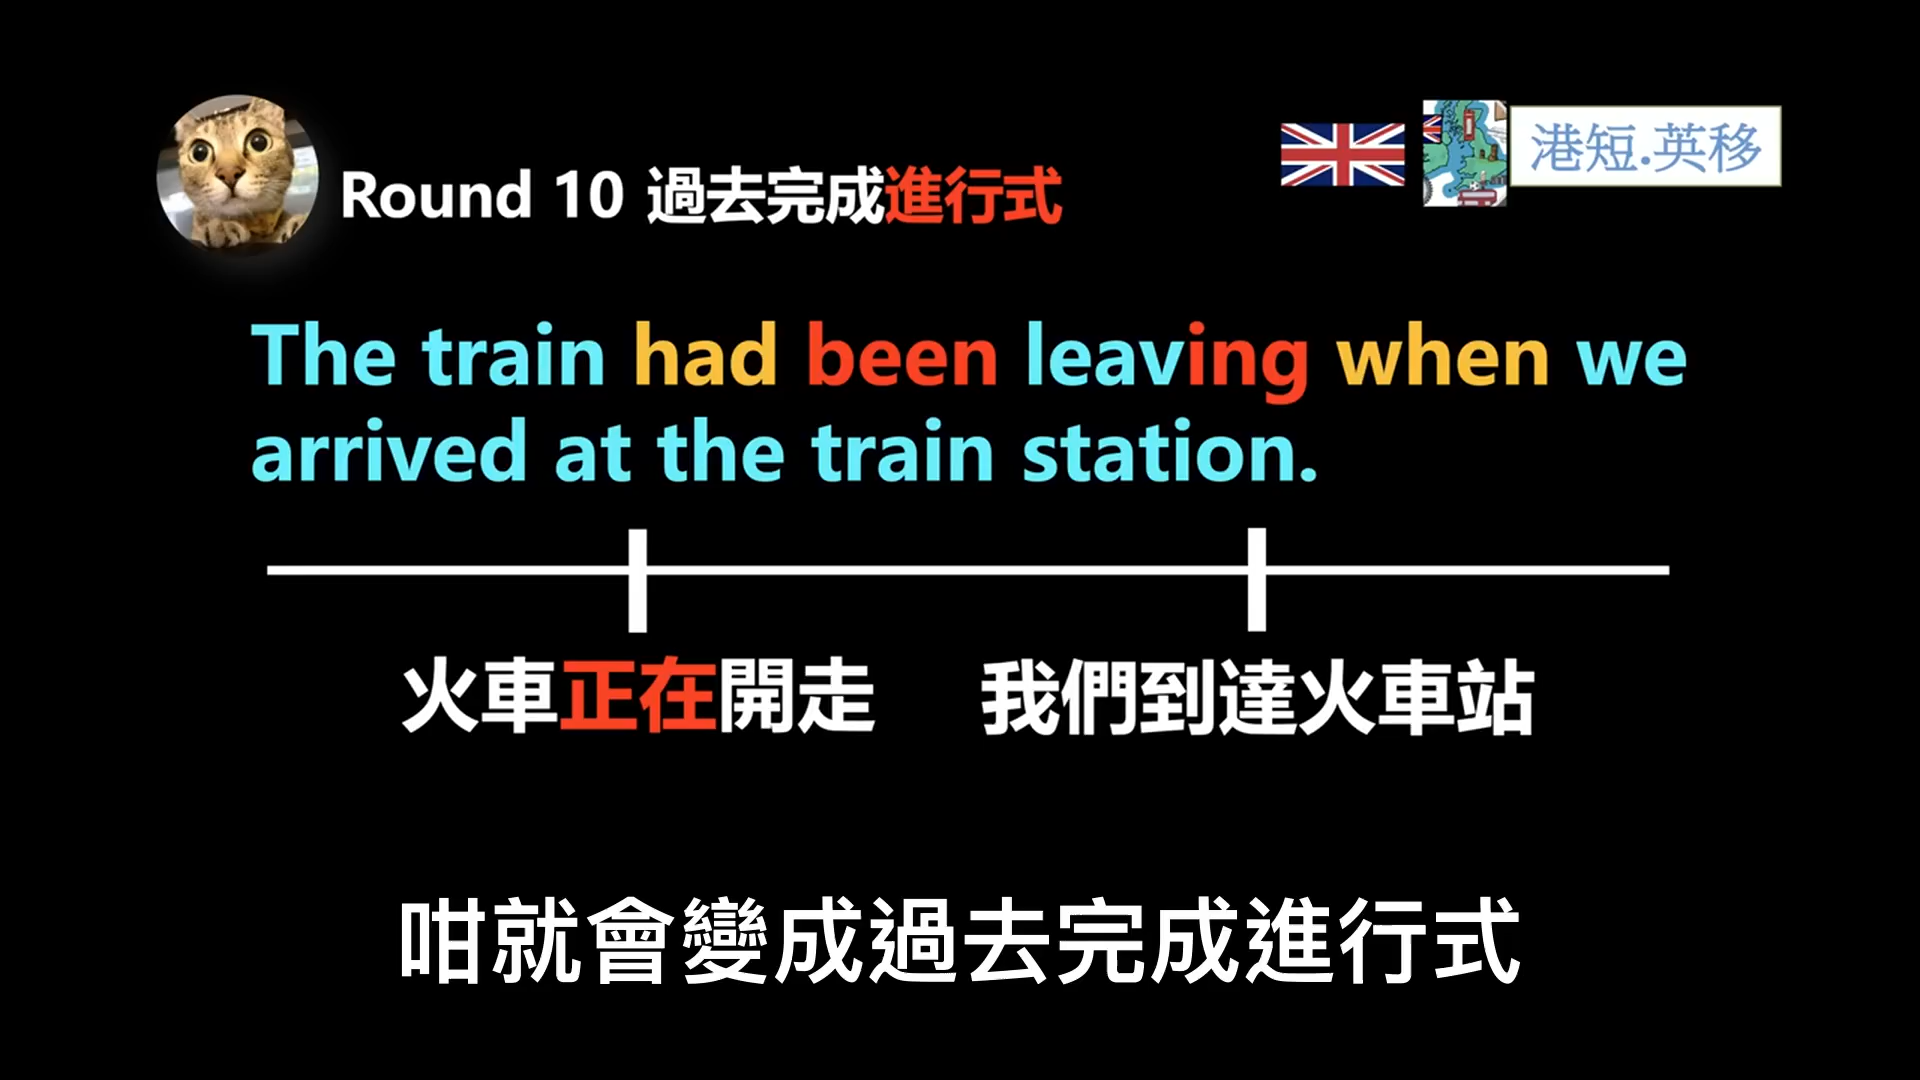 Round 10 過去完成進行式
港短.英移
The train had been leaving when we
arrived at the train station.
火車正在開走
我們到達火車站
咁就會變成過去完成進行式